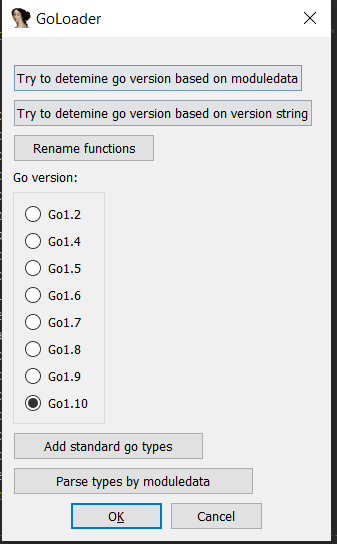 GoLoader
Try to detemine go version based on moduledata
Try to detemine go version based on version string
Rename functions
Go version:
Go1.2
Go1.4
Go1.5
Go1.6
Go1.7
Go1.8
Go1.9
Go1.10
Add standard go types
Parse types by moduledata
OK
Cancel